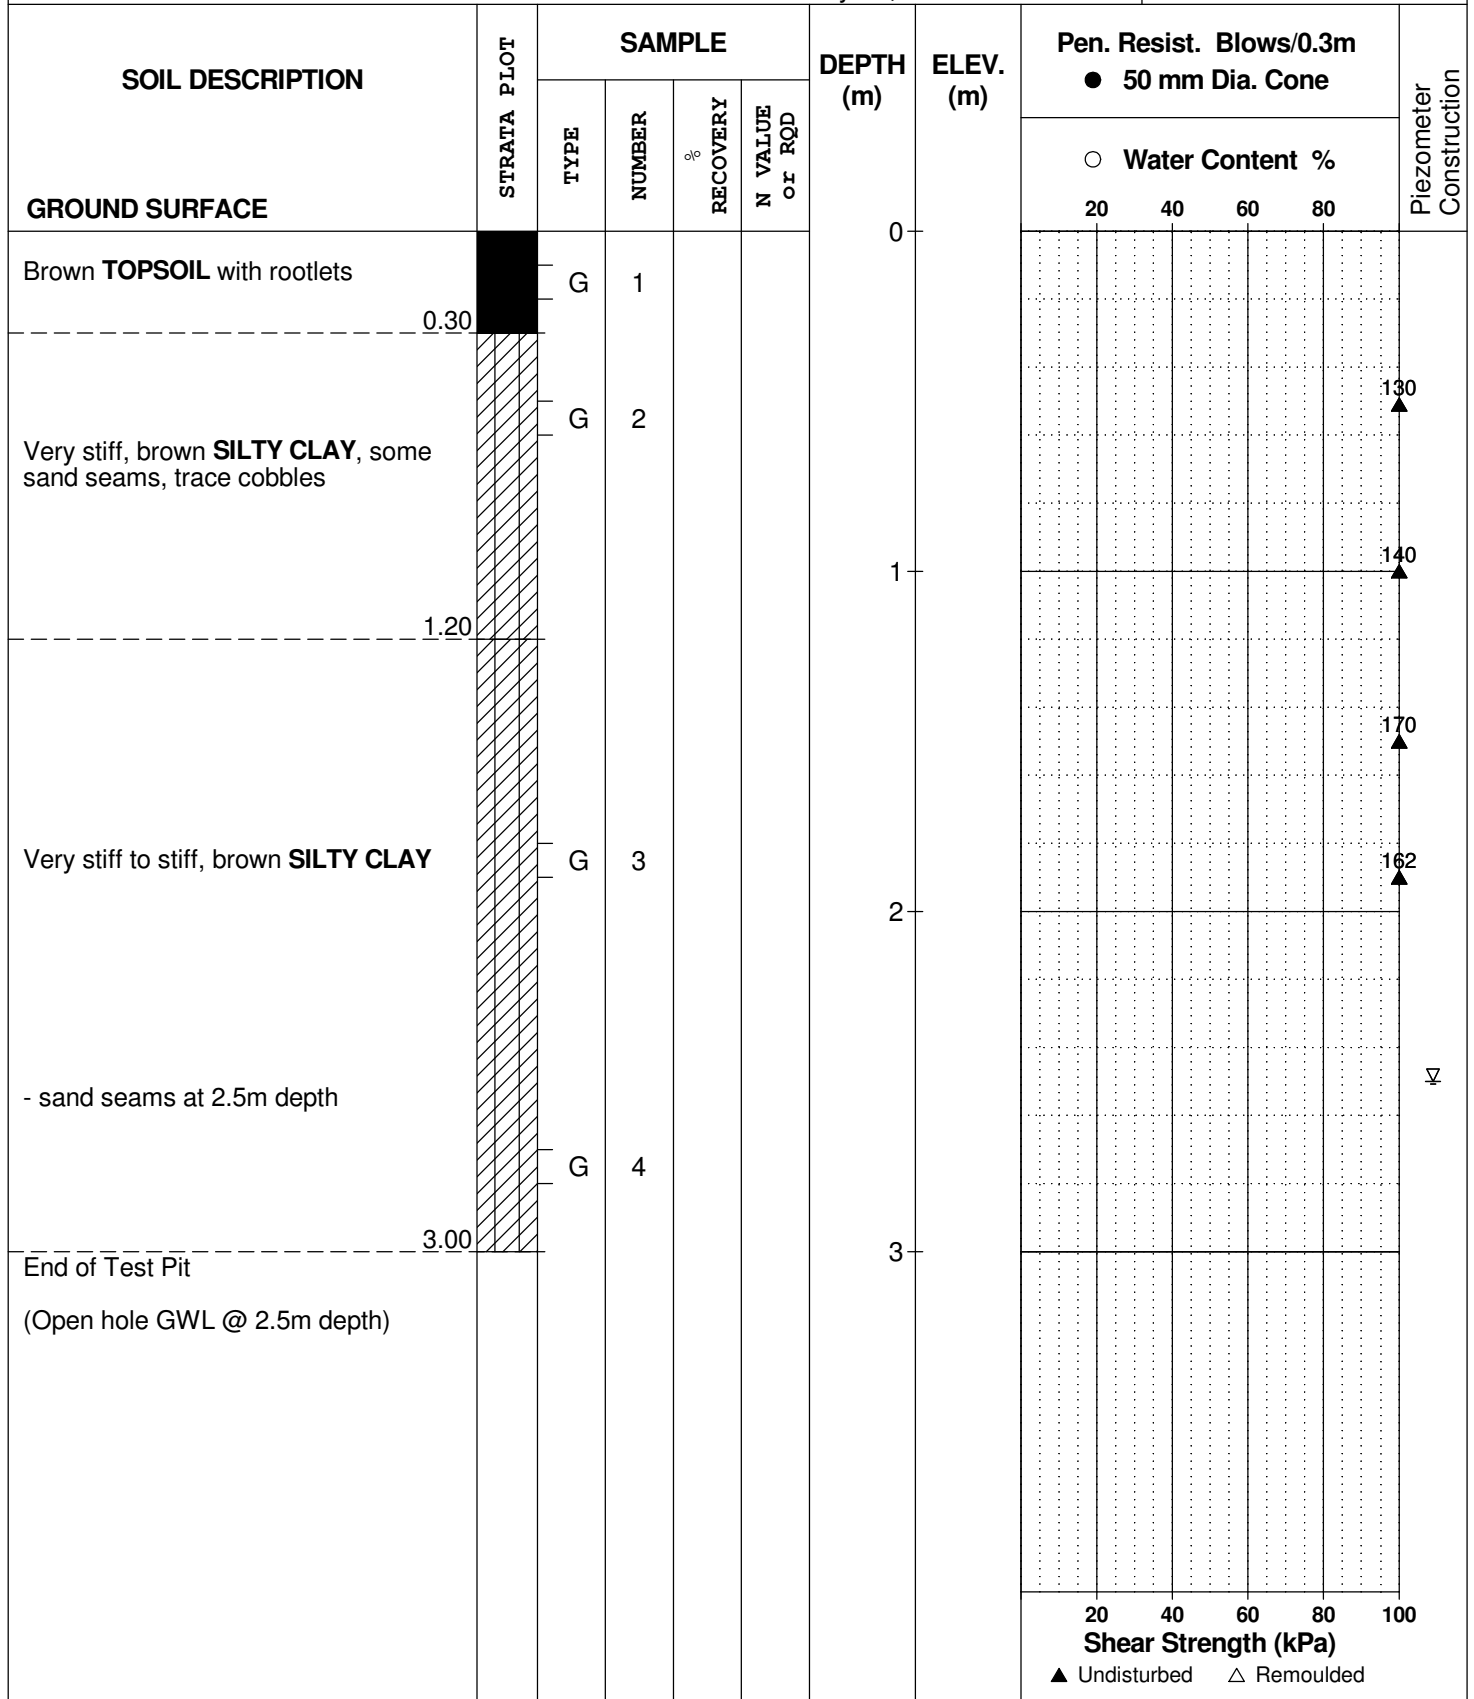 SOIL DESCRIPTION
GROUND SURFACE
STRATA PLOT
SAMPLE
TYPE
NUMBER
%
RECOVERY
N VALUE
or RQD
DEPTH
(m)
ELEV.
(m)
Pen. Resist. Blows/0.3m
● 50 mm Dia. Cone
○ Water Content %
20 40 60 80
Piezometer
Construction
0
Brown TOPSOIL with rootlets
G 1
0.30
130
G 2
Very stiff, brown SILTY CLAY, some
sand seams, trace cobbles
140
1
1.20
170
Very stiff to stiff, brown SILTY CLAY
G 3
162
2
- sand seams at 2.5m depth
G 4
3.00
3
End of Test Pit
(Open hole GWL @ 2.5m depth)
20 40 60 80 100
Shear Strength (kPa)
▲ Undisturbed △ Remoulded